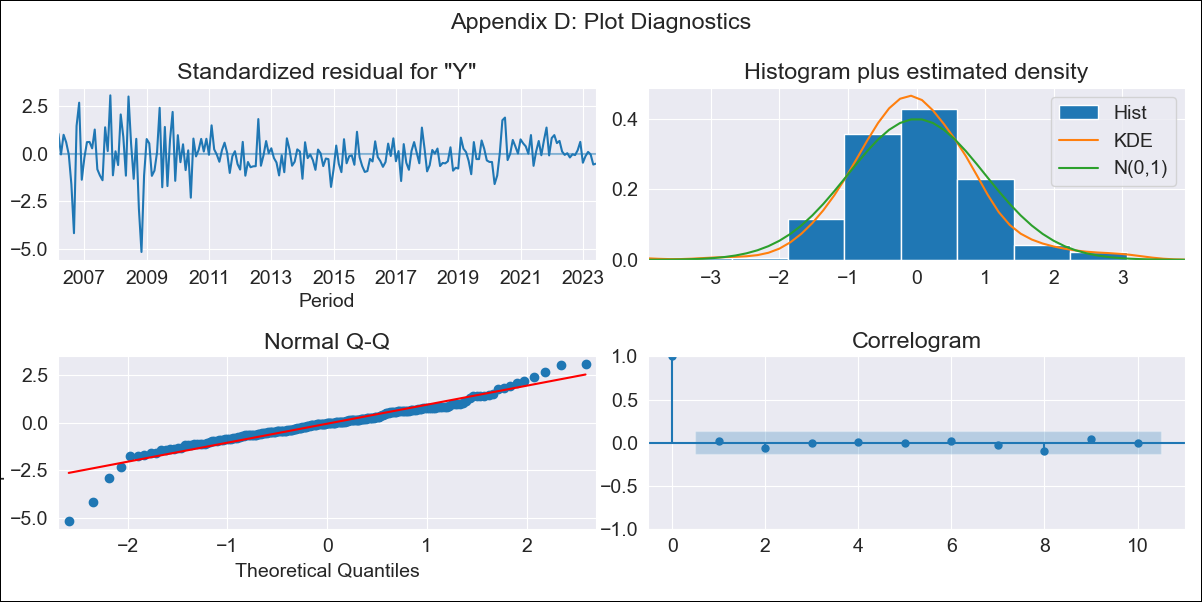 Appendix D: Plot Diagnostics
Standardized residual for "Y"
2.5
0.0
−2.5
−5.0
2007 2009 2011 2013 2015 2017 2019 2021 2023
Period
Histogram plus estimated density
0.4
0.2
0.0
Hist
KDE
N(0,1)
−3 −2 −1 0 1 2 3
Normal Q-Q
2.5
0.0
−2.5
−5.0
−2 −1 0 1 2
Theoretical Quantiles
Correlogram
1.0
0.5
0.0
−0.5
−1.0
0 2 4 6 8 10